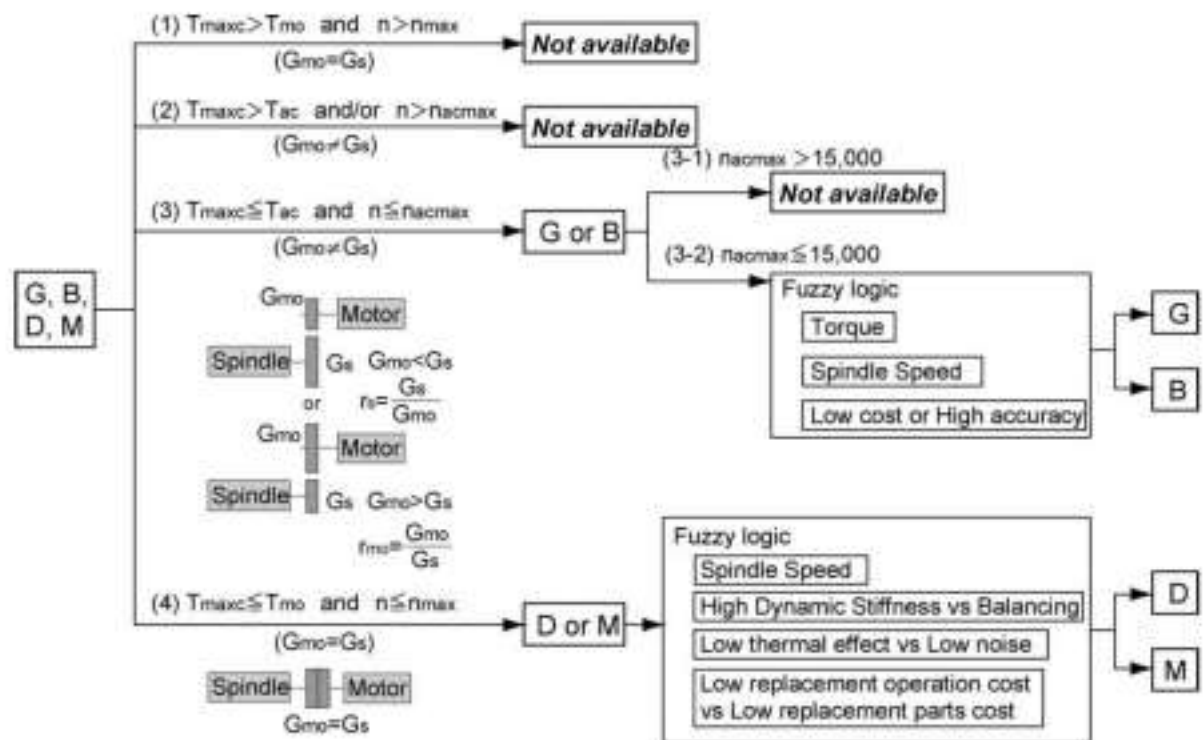 (1) Tmaxc>Tmo and n>nmax
(Gmo=Gs)
Not available
(2) Tmaxc>Tac and/or n>nacmax
(Gmo≠Gs)
Not available
(3) Tmaxc≦Tac and n≦nacmax
(Gmo≠Gs)
G or B
(3-1) nacmax >15,000
Not available
(3-2) nacmax≦15,000
Fuzzy logic
Torque
Spindle Speed
Low cost or High accuracy
G
B
G, B,
D, M
Gmo
Motor
Spindle
Gs Gmo<Gs
or
rs=Gs/Gmo
Gmo
Motor
Spindle
Gs Gmo>Gs
rmo=Gmo/Gs
(4) Tmaxc≦Tmo and n≦nmax
(Gmo=Gs)
D or M
Spindle
Motor
Gmo=Gs
Fuzzy logic
Spindle Speed
High Dynamic Stiffness vs Balancing
Low thermal effect vs Low noise
Low replacement operation cost
vs Low replacement parts cost
D
M